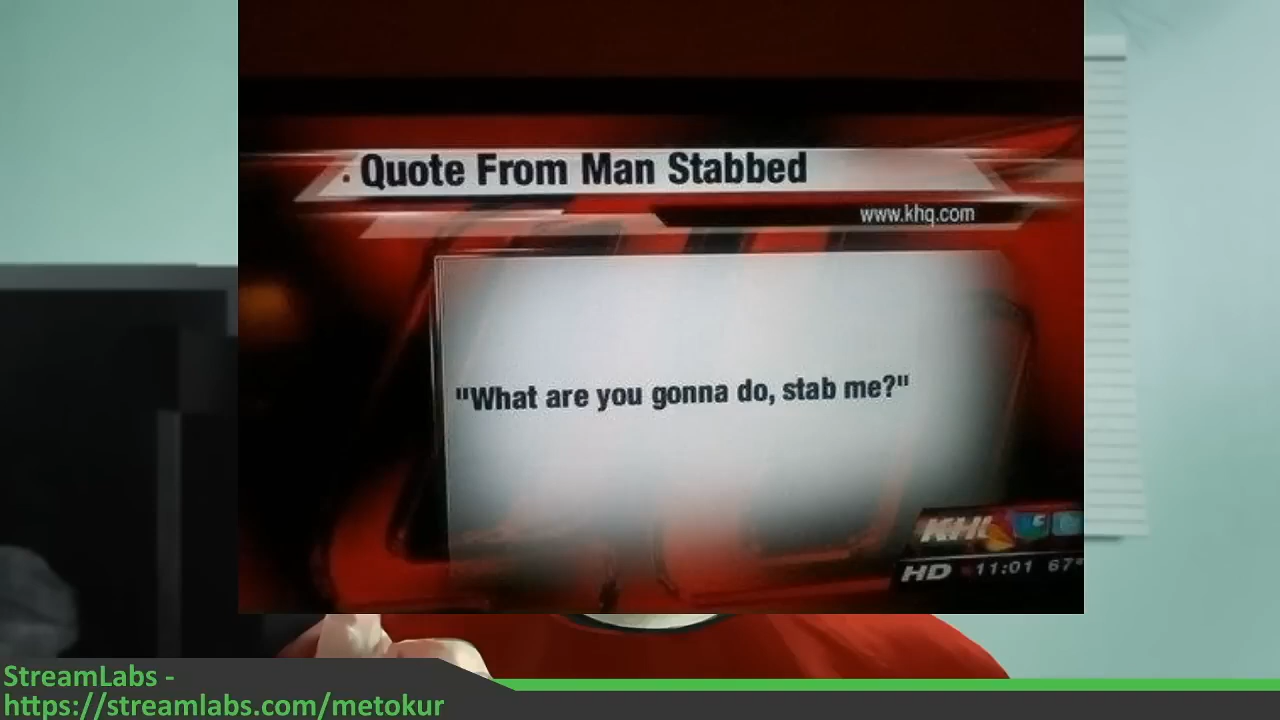 Quote From Man Stabbed
www.khq.com
"What are you gonna do, stab me?"
HD 11:01 67°
StreamLabs -
https://streamlabs.com/metokur